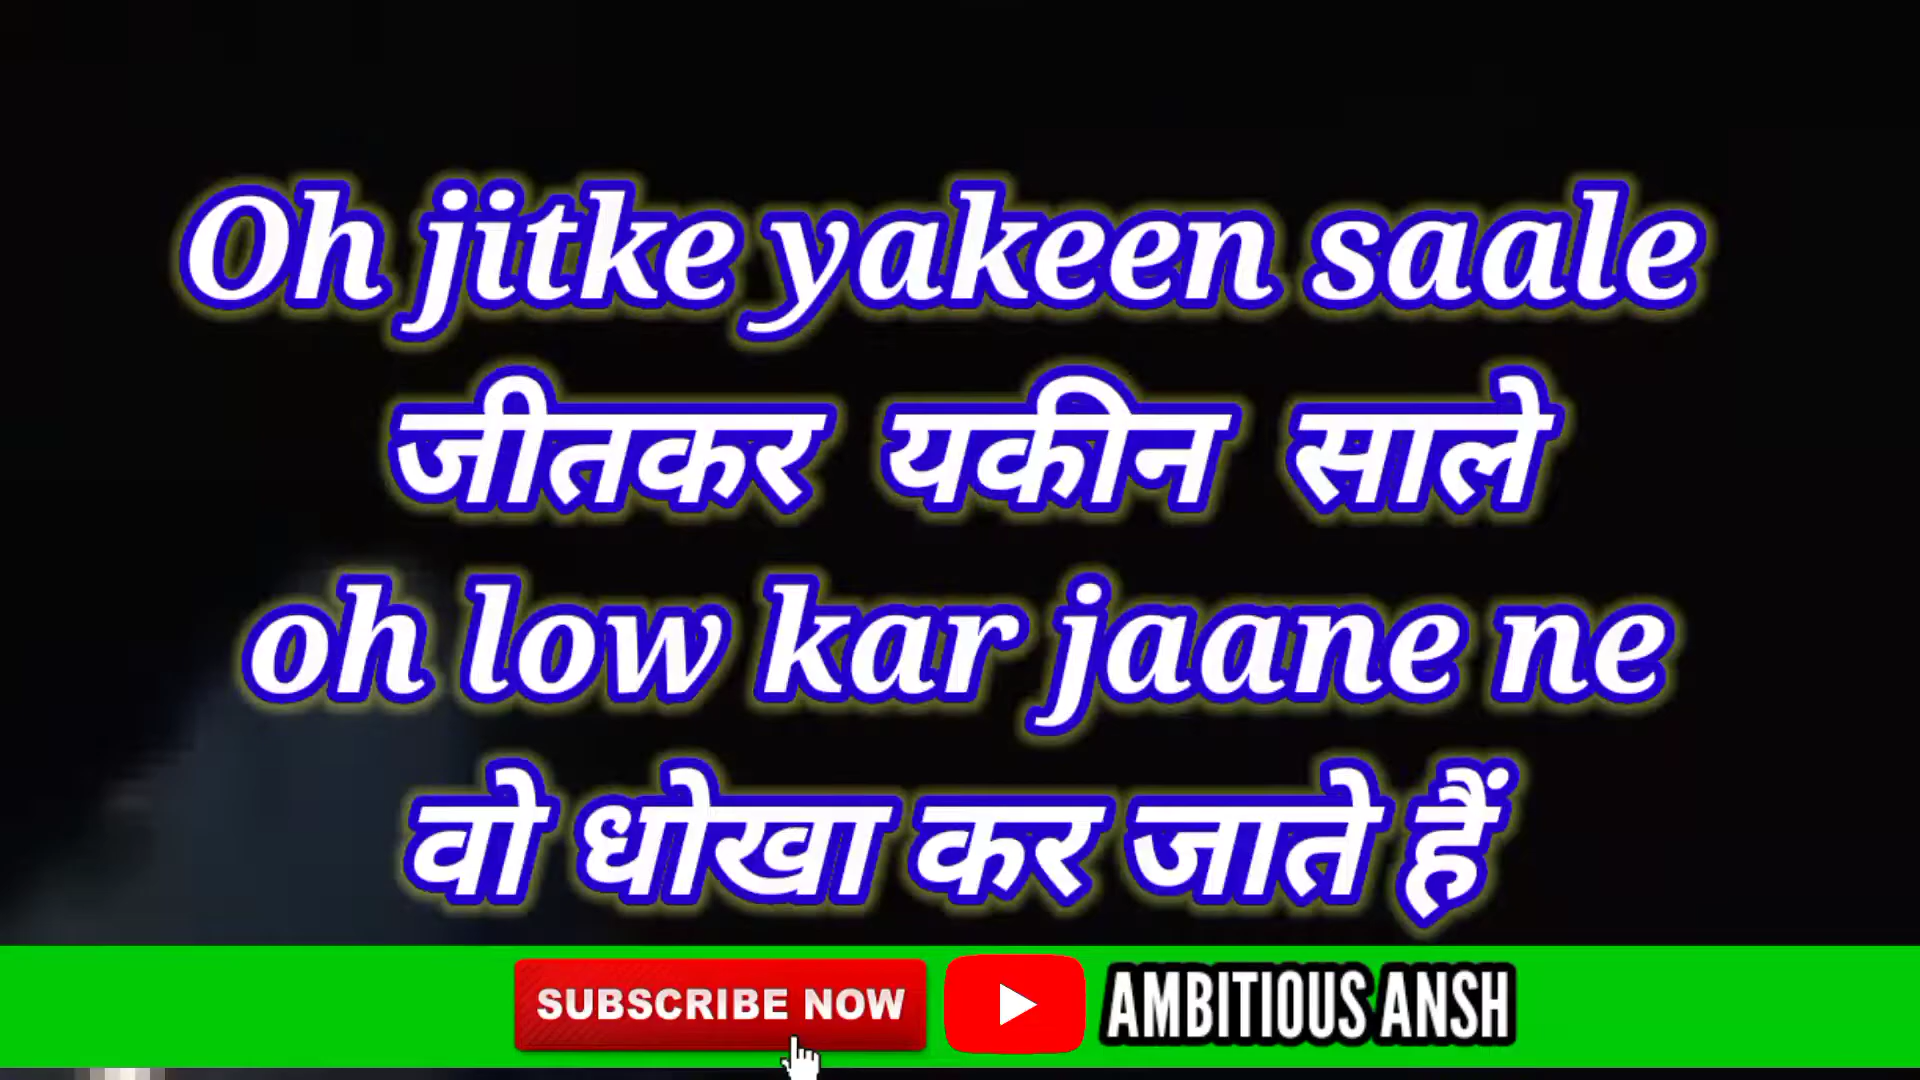 Oh jitke yakeen saale
जीतकर यकीन साले
oh low kar jaane ne
वो धोखा कर जाते हैं
SUBSCRIBE NOW AMBITIOUS ANSH